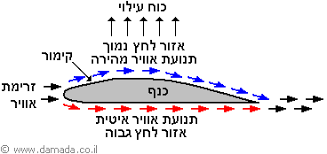 כוח עילוי
אזור לחץ נמוך
תנועת אוויר מהירה
קימור
זרימת
אוויר
כנף
תנועת אוויר איטית
אזור לחץ גבוה
© www.damada.co.il